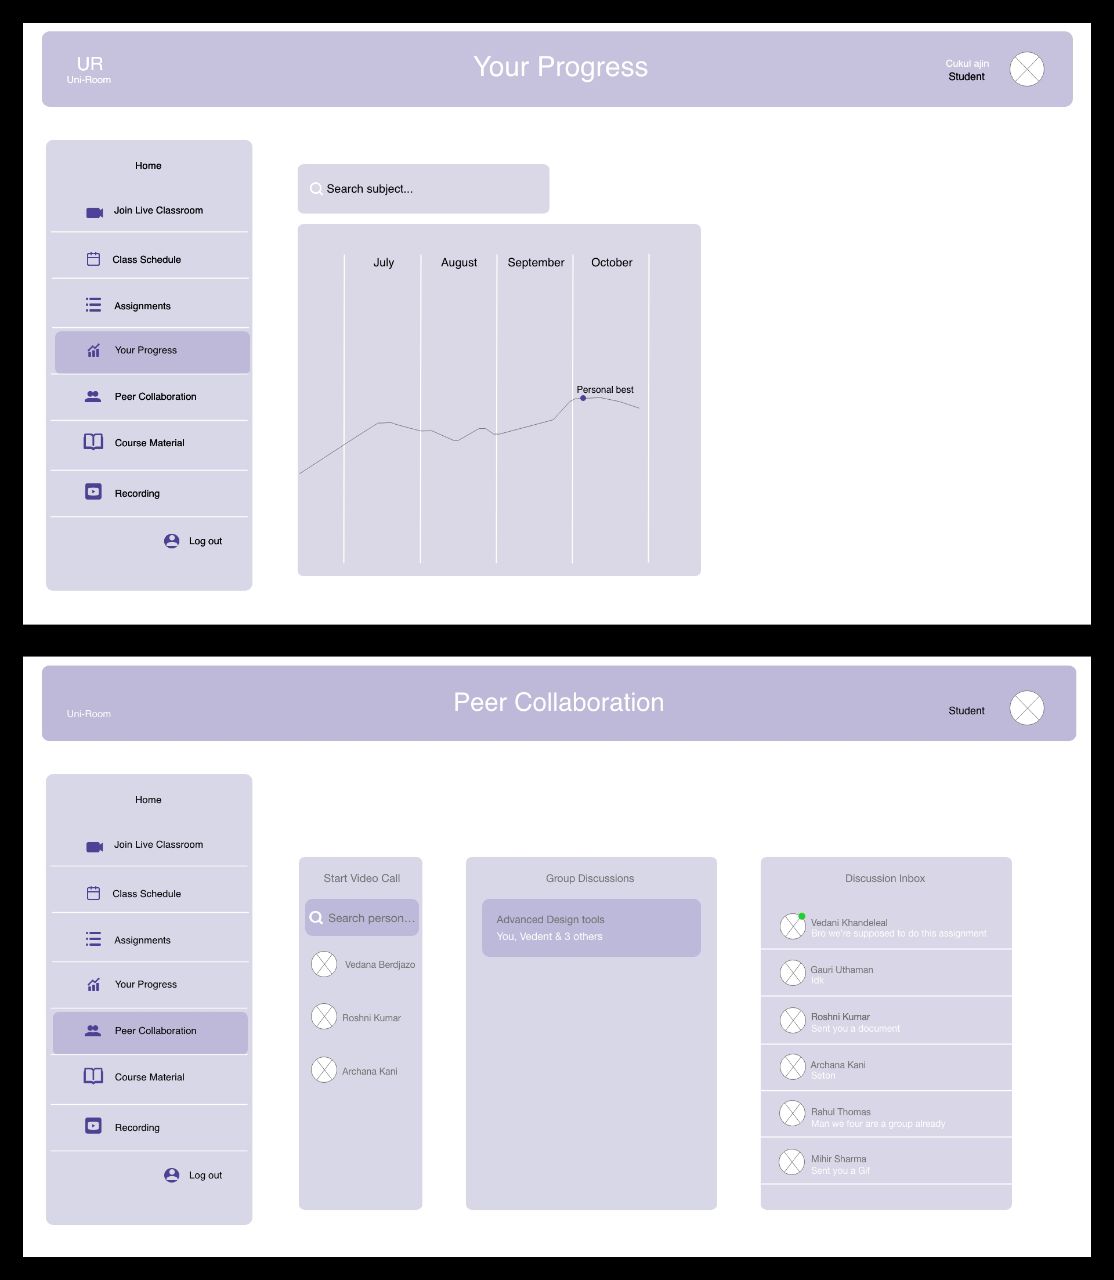 UR
Uni-Room
Your Progress
Cukul ajin
Student
Home
Join Live Classroom
Class Schedule
Assignments
Your Progress
Peer Collaboration
Course Material
Recording
Log out
Search subject...
July
August
September
October
Personal best
Uni-Room
Peer Collaboration
Student
Home
Join Live Classroom
Class Schedule
Assignments
Your Progress
Peer Collaboration
Course Material
Recording
Log out
Start Video Call
Search person...
Vedana Berdjazo
Roshni Kumar
Archana Kani
Group Discussions
Advanced Design tools
You, Vedent & 3 others
Discussion Inbox
Vedani Khandeleal
Bro we're supposed to do this assignment
Gauri Uthaman
Idk
Roshni Kumar
Sent you a document
Archana Kani
Seton
Rahul Thomas
Man we four are a group already
Mihir Sharma
Sent you a Gif